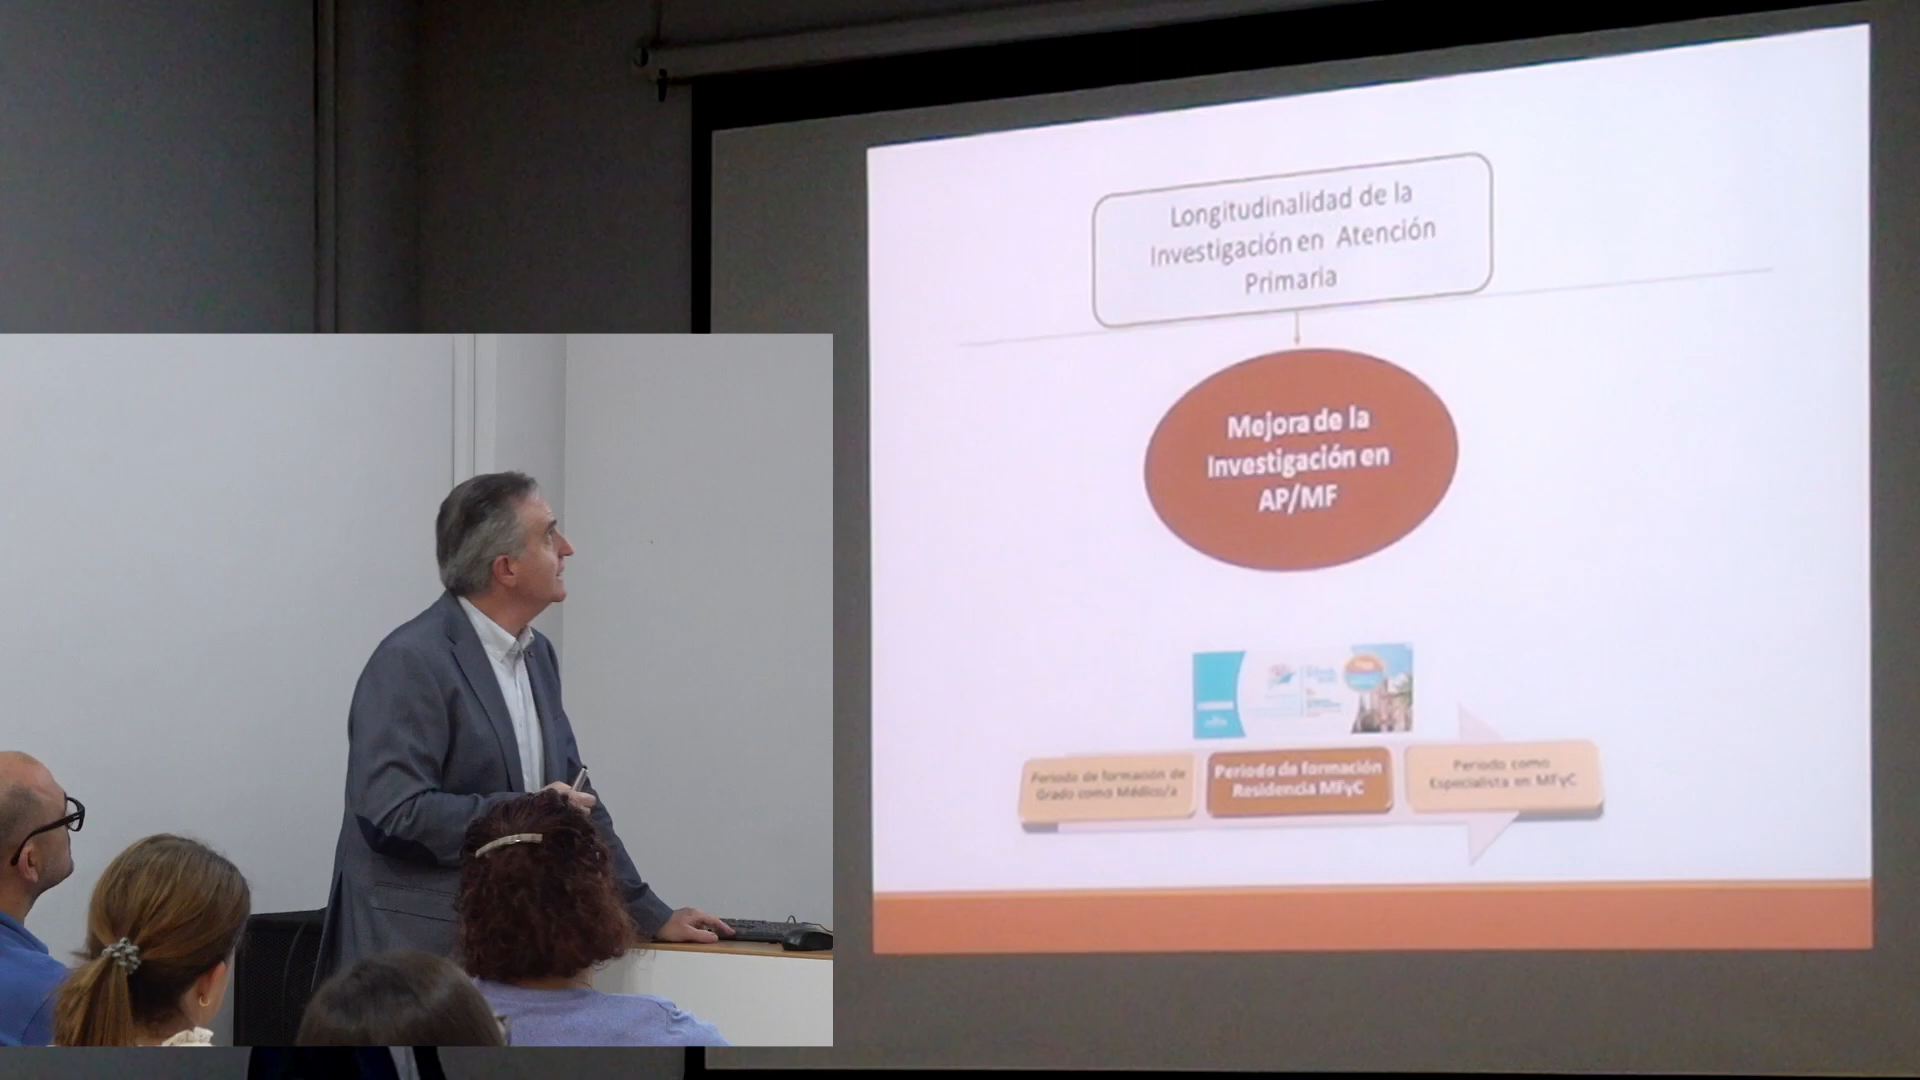 Longitudinalidad de la
Investigación en Atención
Primaria
Mejora de la
Investigación en
AP/MF
Periodo de formación de
Grado como Médico/a
Periodo de formación
Residencia MFyC
Periodo como
Especialista en MFyC